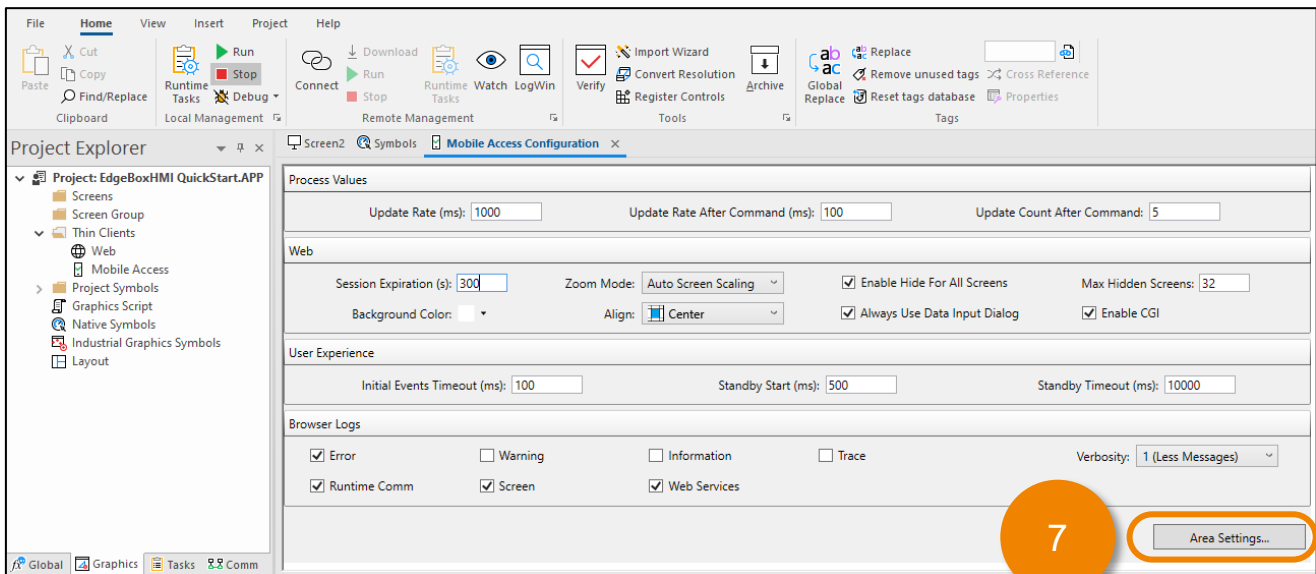 File Home View Insert Project Help
Cut
Copy
Paste
Find/Replace
Clipboard
Runtime
Tasks
Run
Stop
Debug
Local Management
Connect
Download
Run
Stop
Runtime
Tasks
Watch
LogWin
Remote Management
Verify
Import Wizard
Convert Resolution
Register Controls
Archive
Tools
ab
ac
Global
Replace
Replace
Remove unused tags
Cross Reference
Reset tags database
Properties
Tags
Project Explorer
Project: EdgeBoxHMI QuickStart.APP
Screens
Screen Group
Thin Clients
Web
Mobile Access
Project Symbols
Graphics Script
Native Symbols
Industrial Graphics Symbols
Layout
Global Graphics Tasks Comm
Screen2 Symbols Mobile Access Configuration
Process Values
Update Rate (ms): 1000 Update Rate After Command (ms): 100 Update Count After Command: 5
Web
Session Expiration (s): 300 Zoom Mode: Auto Screen Scaling Enable Hide For All Screens Max Hidden Screens: 32
Background Color: Align: Center Always Use Data Input Dialog Enable CGI
User Experience
Initial Events Timeout (ms): 100 Standby Start (ms): 500 Standby Timeout (ms): 10000
Browser Logs
Error Warning Information Trace Verbosity: 1 (Less Messages)
Runtime Comm Screen Web Services
7
Area Settings...